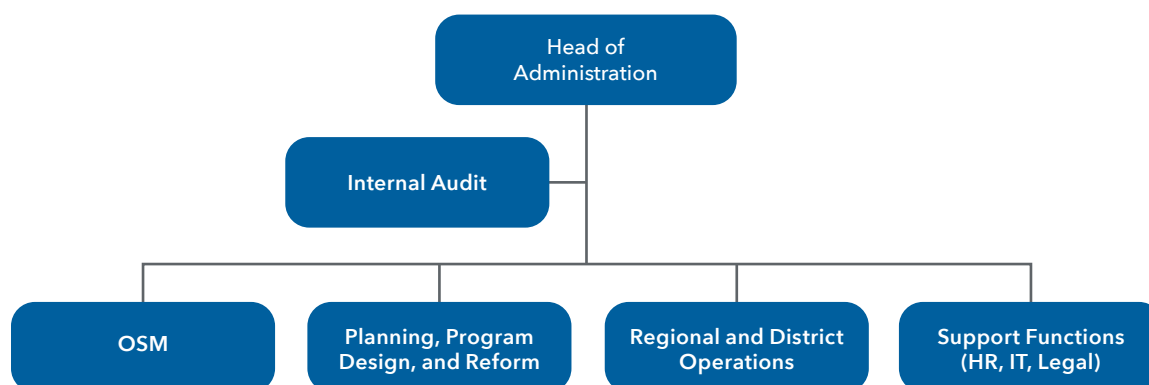 Head of
Administration
Internal Audit
OSM
Planning, Program
Design, and Reform
Regional and District
Operations
Support Functions
(HR, IT, Legal)